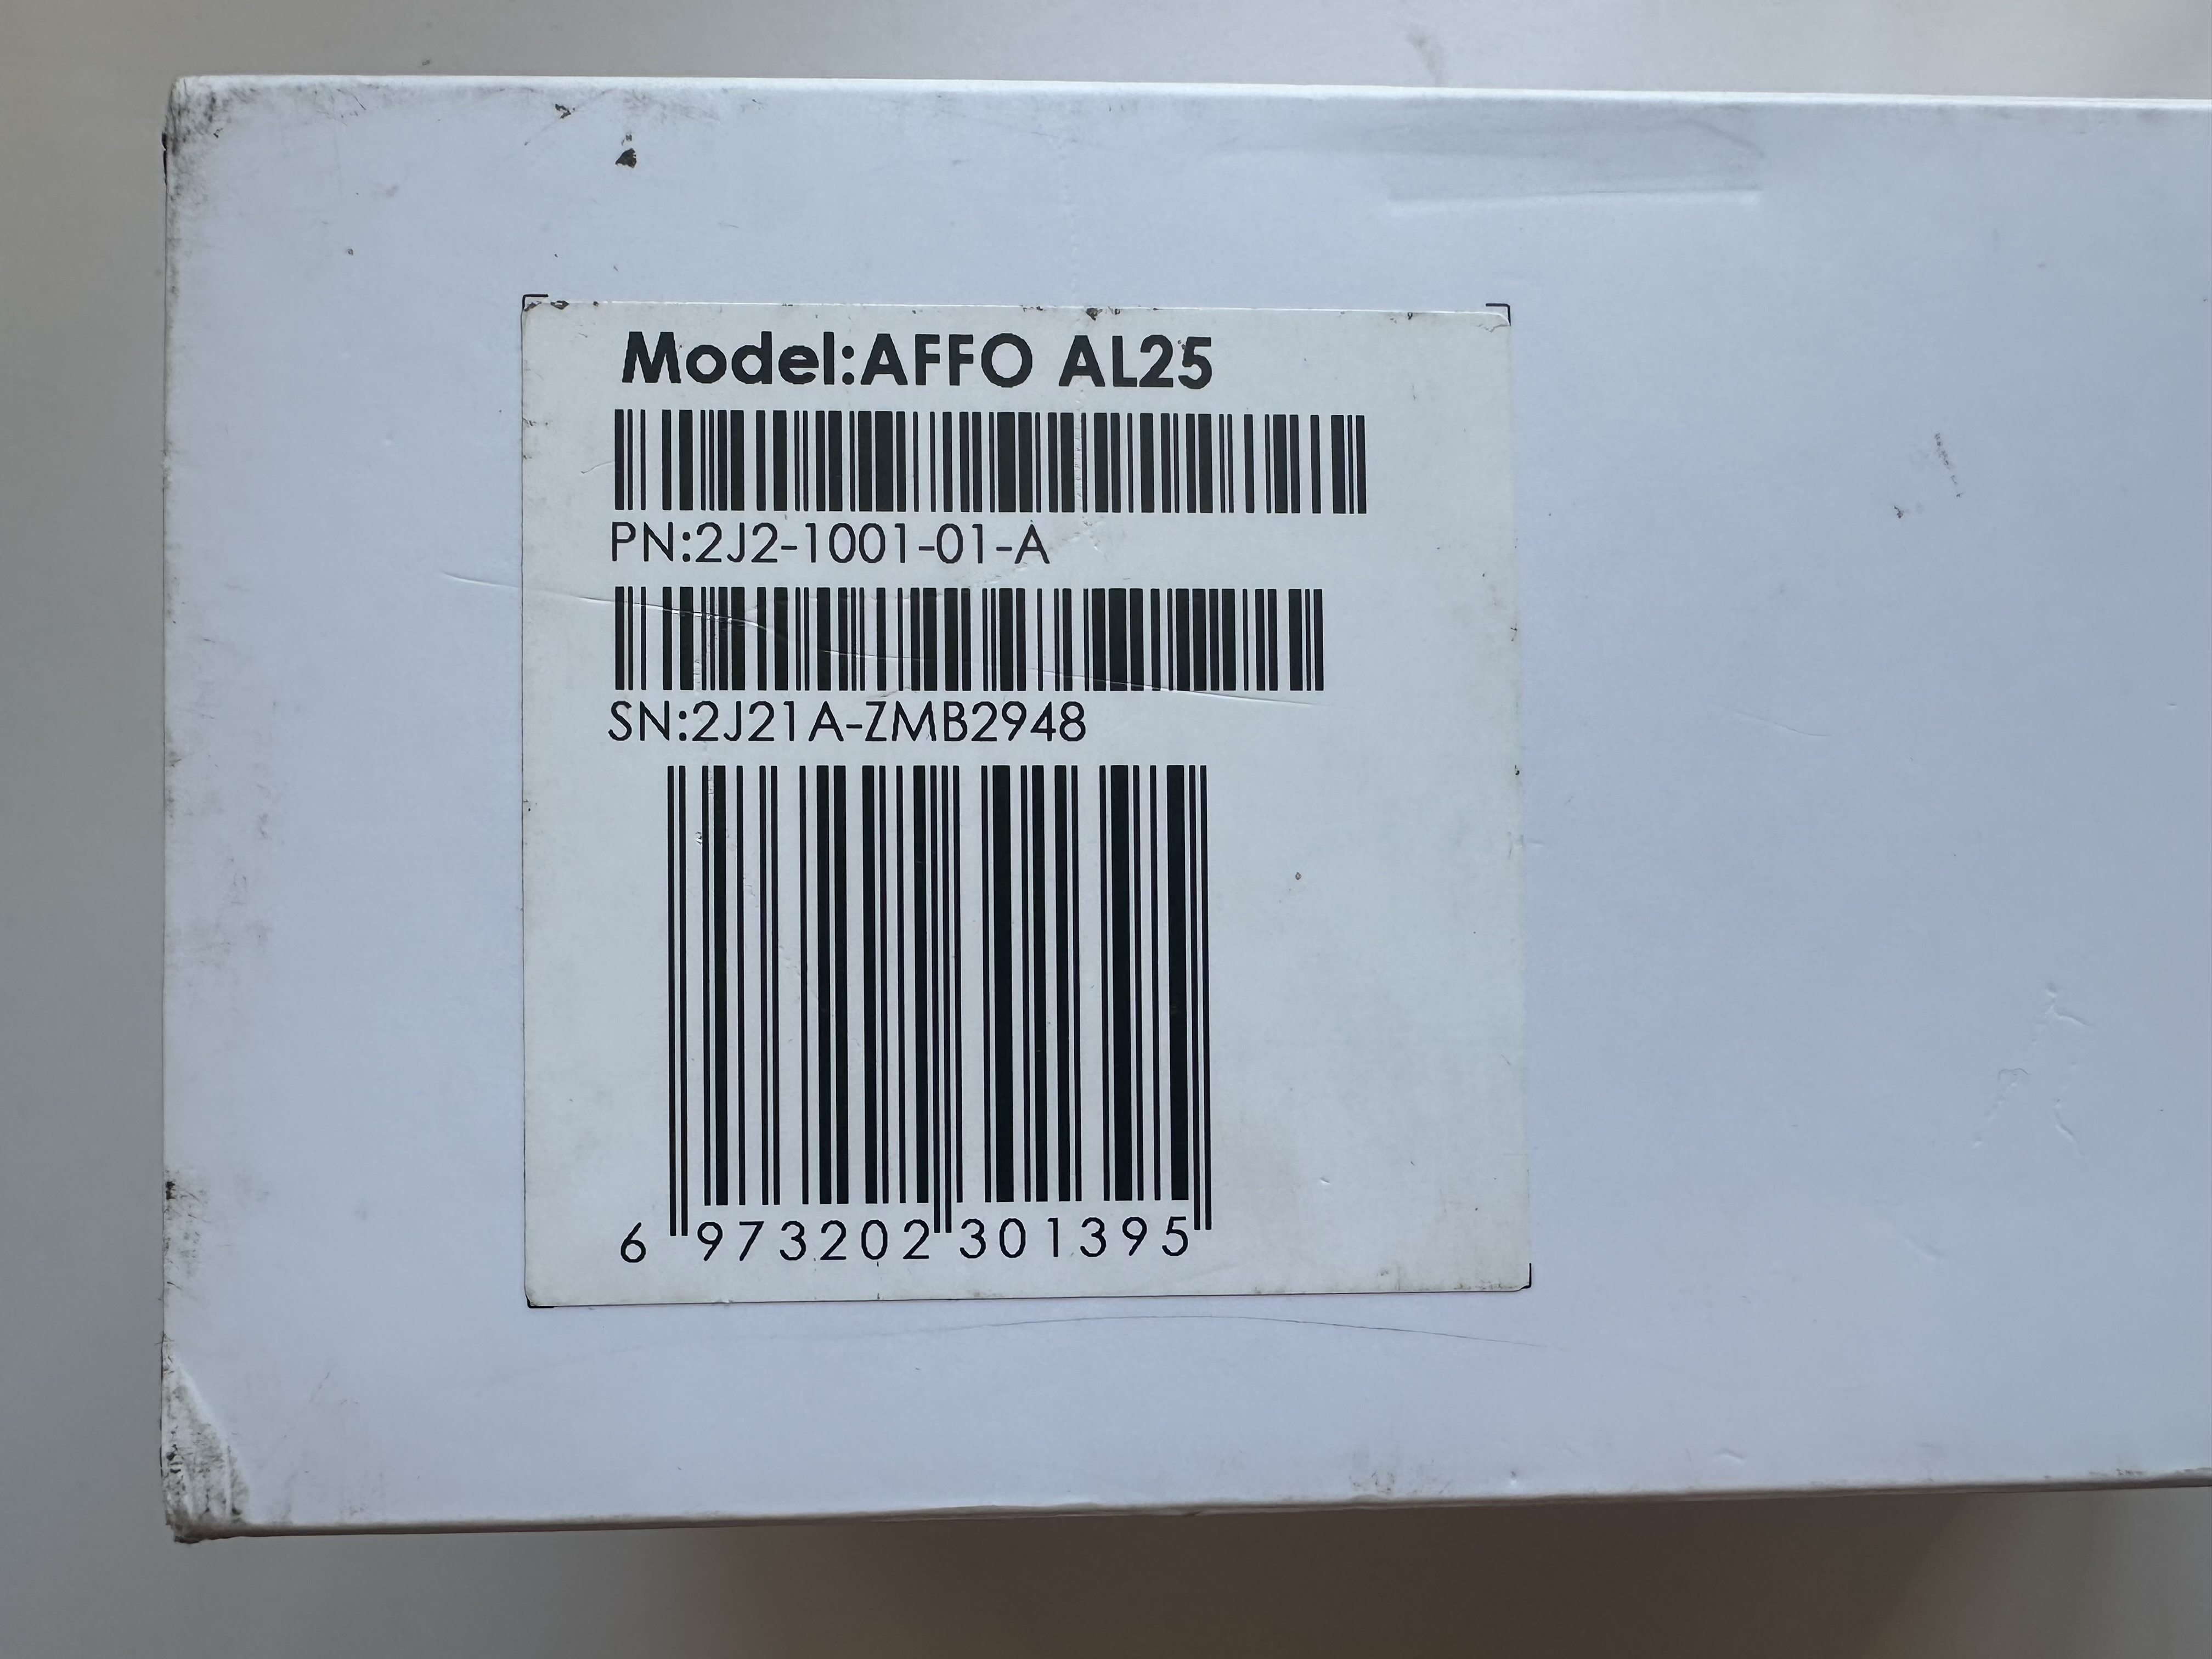 Model:AFFO AL25
PN:2J2-1001-01-A
SN:2J21A-ZMB2948
6 973202 301395